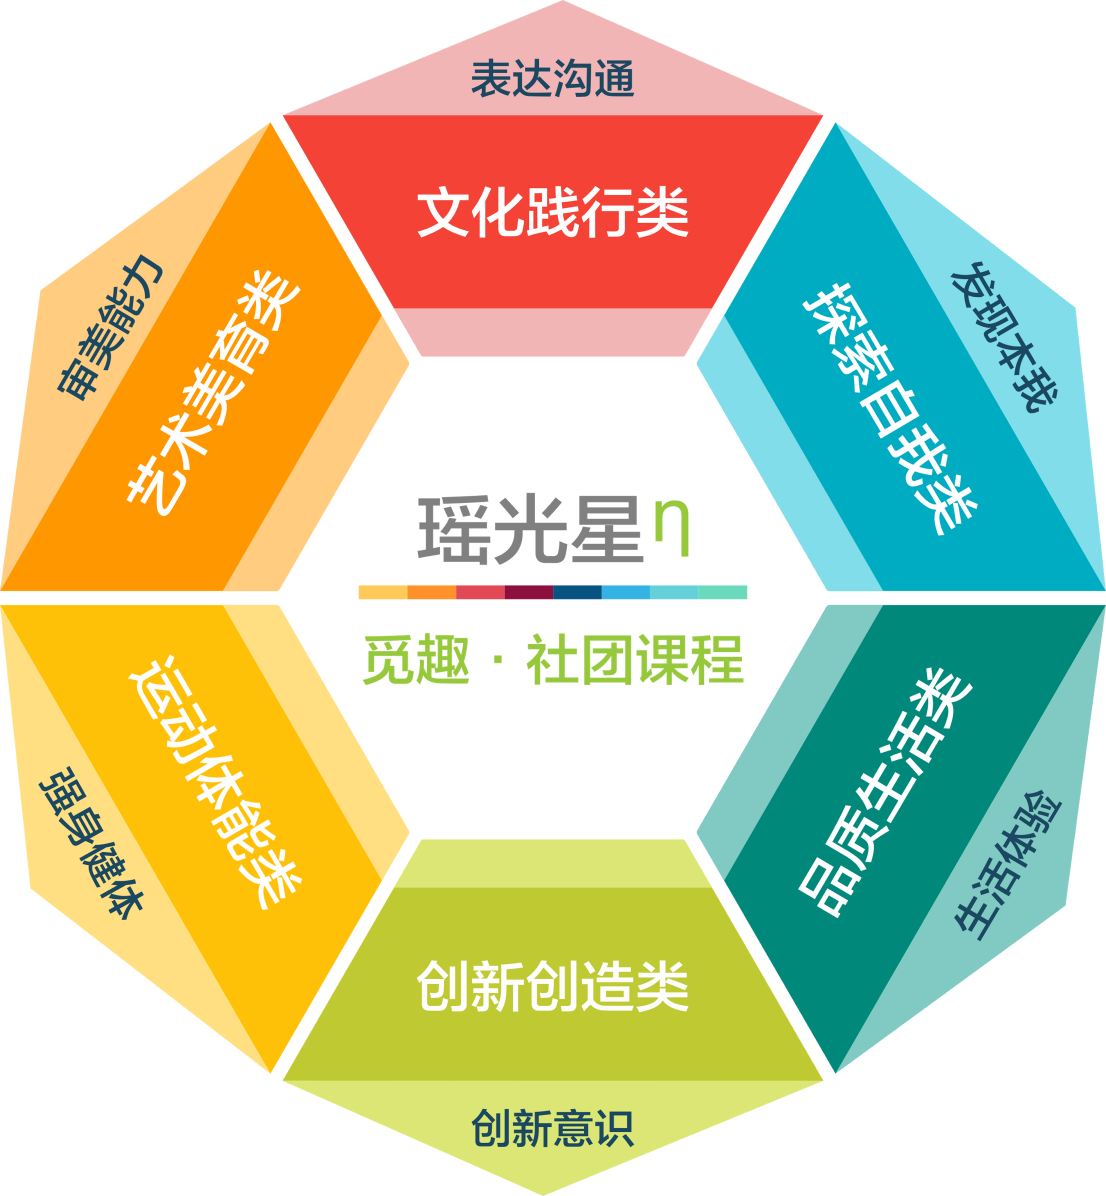 表达沟通
文化践行类
发现本我
探索自我类
生活体验
品质生活类
创新创造类
创新意识
强身健体
运动体能类
审美能力
艺术美育类
瑶光星η
觅趣·社团课程